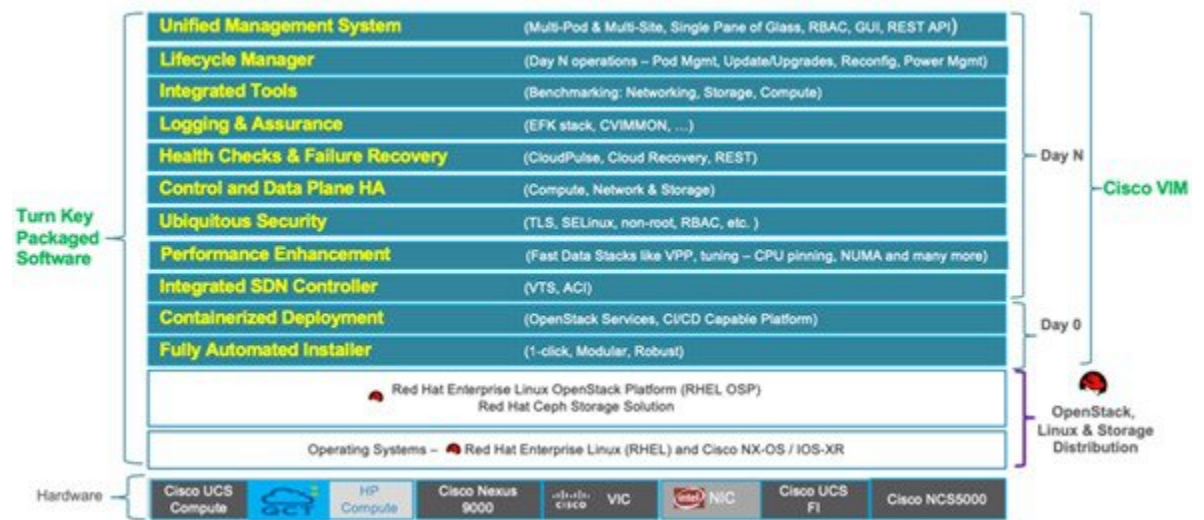 Unified Management System (Multi-Pod & Multi-Site, Single Pane of Glass, RBAC, GUI, REST API)
Lifecycle Manager (Day N operations – Pod Mgmt, Update/Upgrades, Reconfig, Power Mgmt)
Integrated Tools (Benchmarking: Networking, Storage, Compute)
Logging & Assurance (EFK stack, CVIMMON, ...)
Health Checks & Failure Recovery (CloudPulse, Cloud Recovery, REST)
Day N
Control and Data Plane HA (Compute, Network & Storage)
Cisco VIM
Turn Key
Packaged
Software
Ubiquitous Security (TLS, SELinux, non-root, RBAC, etc. )
Performance Enhancement (Fast Data Stacks like VPP, tuning – CPU pinning, NUMA and many more)
Integrated SDN Controller (VTS, ACI)
Containerized Deployment (OpenStack Services, CI/CD Capable Platform)
Day 0
Fully Automated Installer (1-click, Modular, Robust)
Red Hat Enterprise Linux OpenStack Platform (RHEL OSP)
Red Hat Ceph Storage Solution
OpenStack,
Linux & Storage
Distribution
Operating Systems – Red Hat Enterprise Linux (RHEL) and Cisco NX-OS / IOS-XR
Hardware
Cisco UCS
Compute
QCT
HP
Compute
Cisco Nexus
9000
CISCO VIC
intel NIC
Cisco UCS
FI
Cisco NCS5000